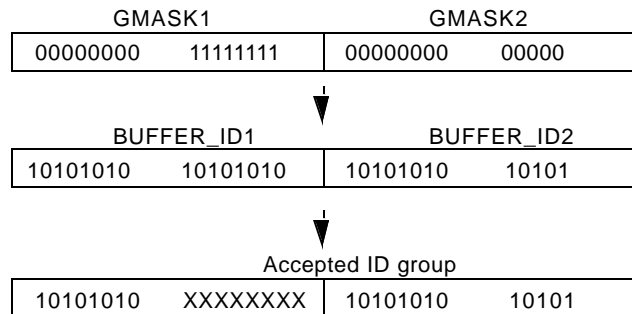 GMASK1 GMASK2
00000000 11111111 00000000 00000
BUFFER_ID1 BUFFER_ID2
10101010 10101010 10101010 10101
Accepted ID group
10101010 XXXXXXXX 10101010 10101